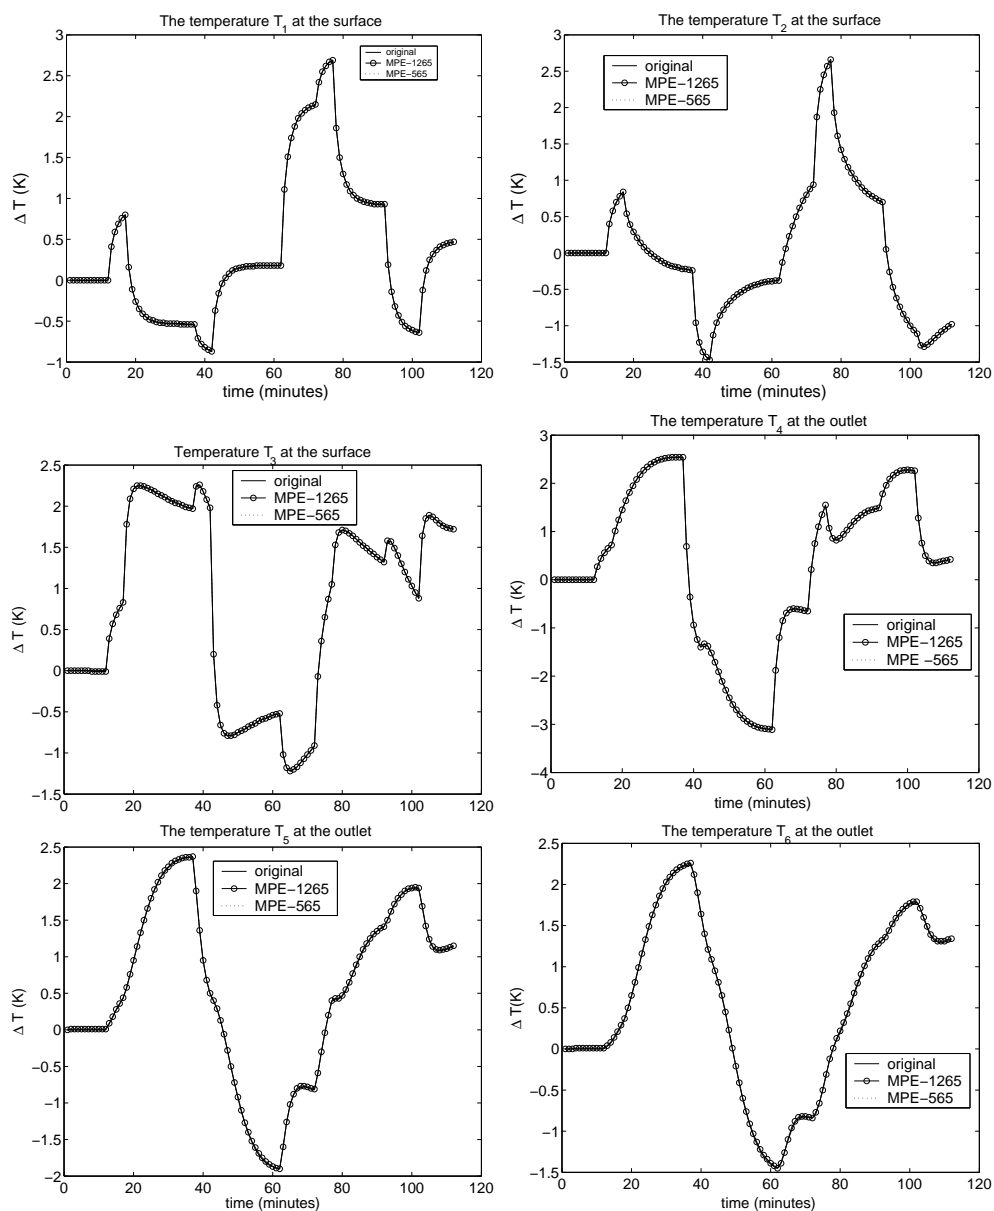 The temperature T1 at the surface
3
2.5
2
1.5
1
0.5
0
−0.5
−1
Δ T (K)
original
MPE−1265
MPE−565
0 20 40 60 80 100 120
time (minutes)
The temperature T2 at the surface
3
2.5
2
1.5
1
0.5
0
−0.5
−1
−1.5
Δ T (K)
original
MPE−1265
MPE−565
0 20 40 60 80 100 120
time (minutes)
Temperature T3 at the surface
2.5
2
1.5
1
0.5
0
−0.5
−1
−1.5
Δ T (K)
original
MPE−1265
MPE−565
0 20 40 60 80 100 120
The temperature T4 at the outlet
3
2
1
0
−1
−2
−3
−4
Δ T (K)
original
MPE−1265
MPE −565
0 20 40 60 80 100 120
time (minutes)
The temperature T5 at the outlet
2.5
2
1.5
1
0.5
0
−0.5
−1
−1.5
−2
Δ T (K)
original
MPE−1265
MPE−565
0 20 40 60 80 100 120
time (minutes)
The temperature T6 at the outlet
2.5
2
1.5
1
0.5
0
−0.5
−1
−1.5
Δ T(K)
original
MPE−1265
MPE−565
0 20 40 60 80 100 120
time (minutes)